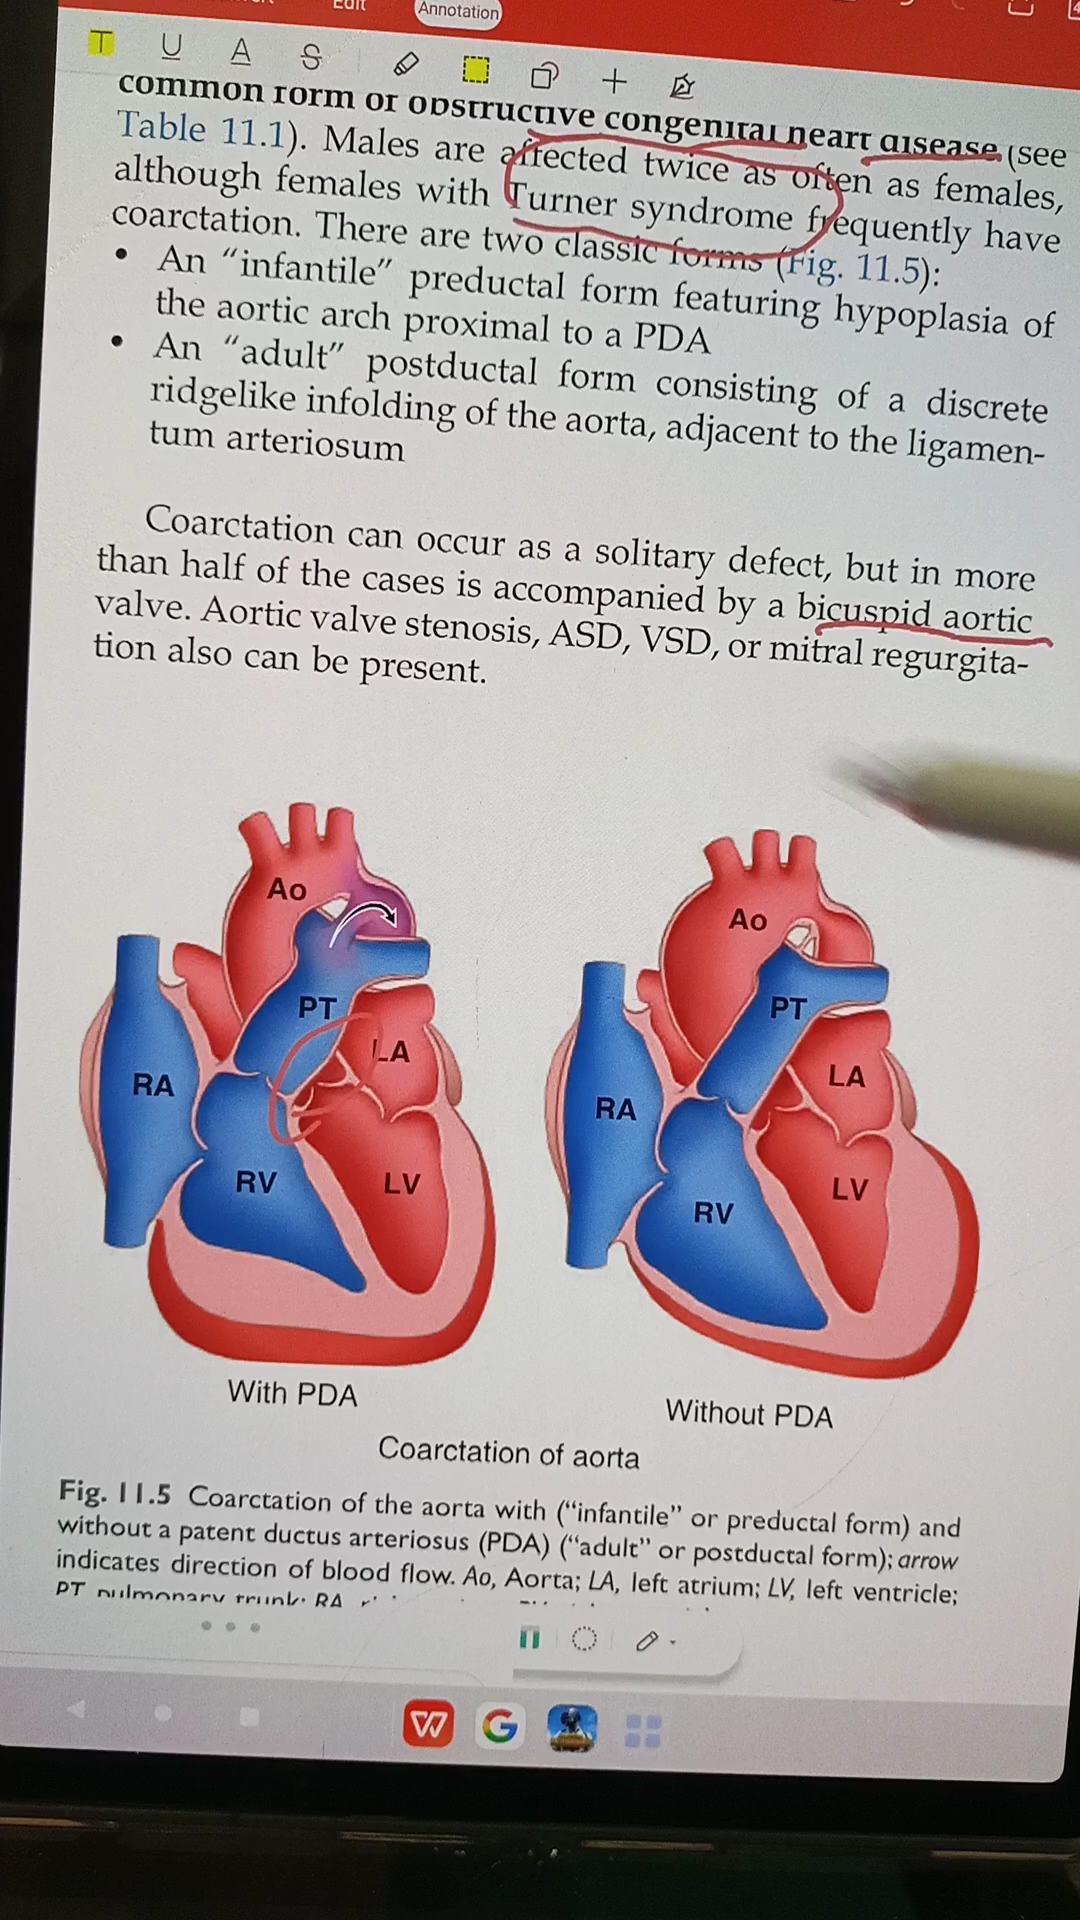 Edit
Annotation
common form of obstructive congenital heart disease (see
Table 11.1). Males are affected twice as often as females,
although females with Turner syndrome frequently have
coarctation. There are two classic forms (Fig. 11.5):
• An “infantile” preductal form featuring hypoplasia of
the aortic arch proximal to a PDA
• An “adult” postductal form consisting of a discrete
ridgelike infolding of the aorta, adjacent to the ligamen-
tum arteriosum
Coarctation can occur as a solitary defect, but in more
than half of the cases is accompanied by a bicuspid aortic
valve. Aortic valve stenosis, ASD, VSD, or mitral regurgita-
tion also can be present.
Ao
PT
LA
RA
RV
LV
With PDA
Ao
PT
LA
RA
RV
LV
Without PDA
Coarctation of aorta
Fig. 11.5 Coarctation of the aorta with (“infantile” or preductal form) and
without a patent ductus arteriosus (PDA) (“adult” or postductal form); arrow
indicates direction of blood flow. Ao, Aorta; LA, left atrium; LV, left ventricle;
PT pulmonary trunk; RA